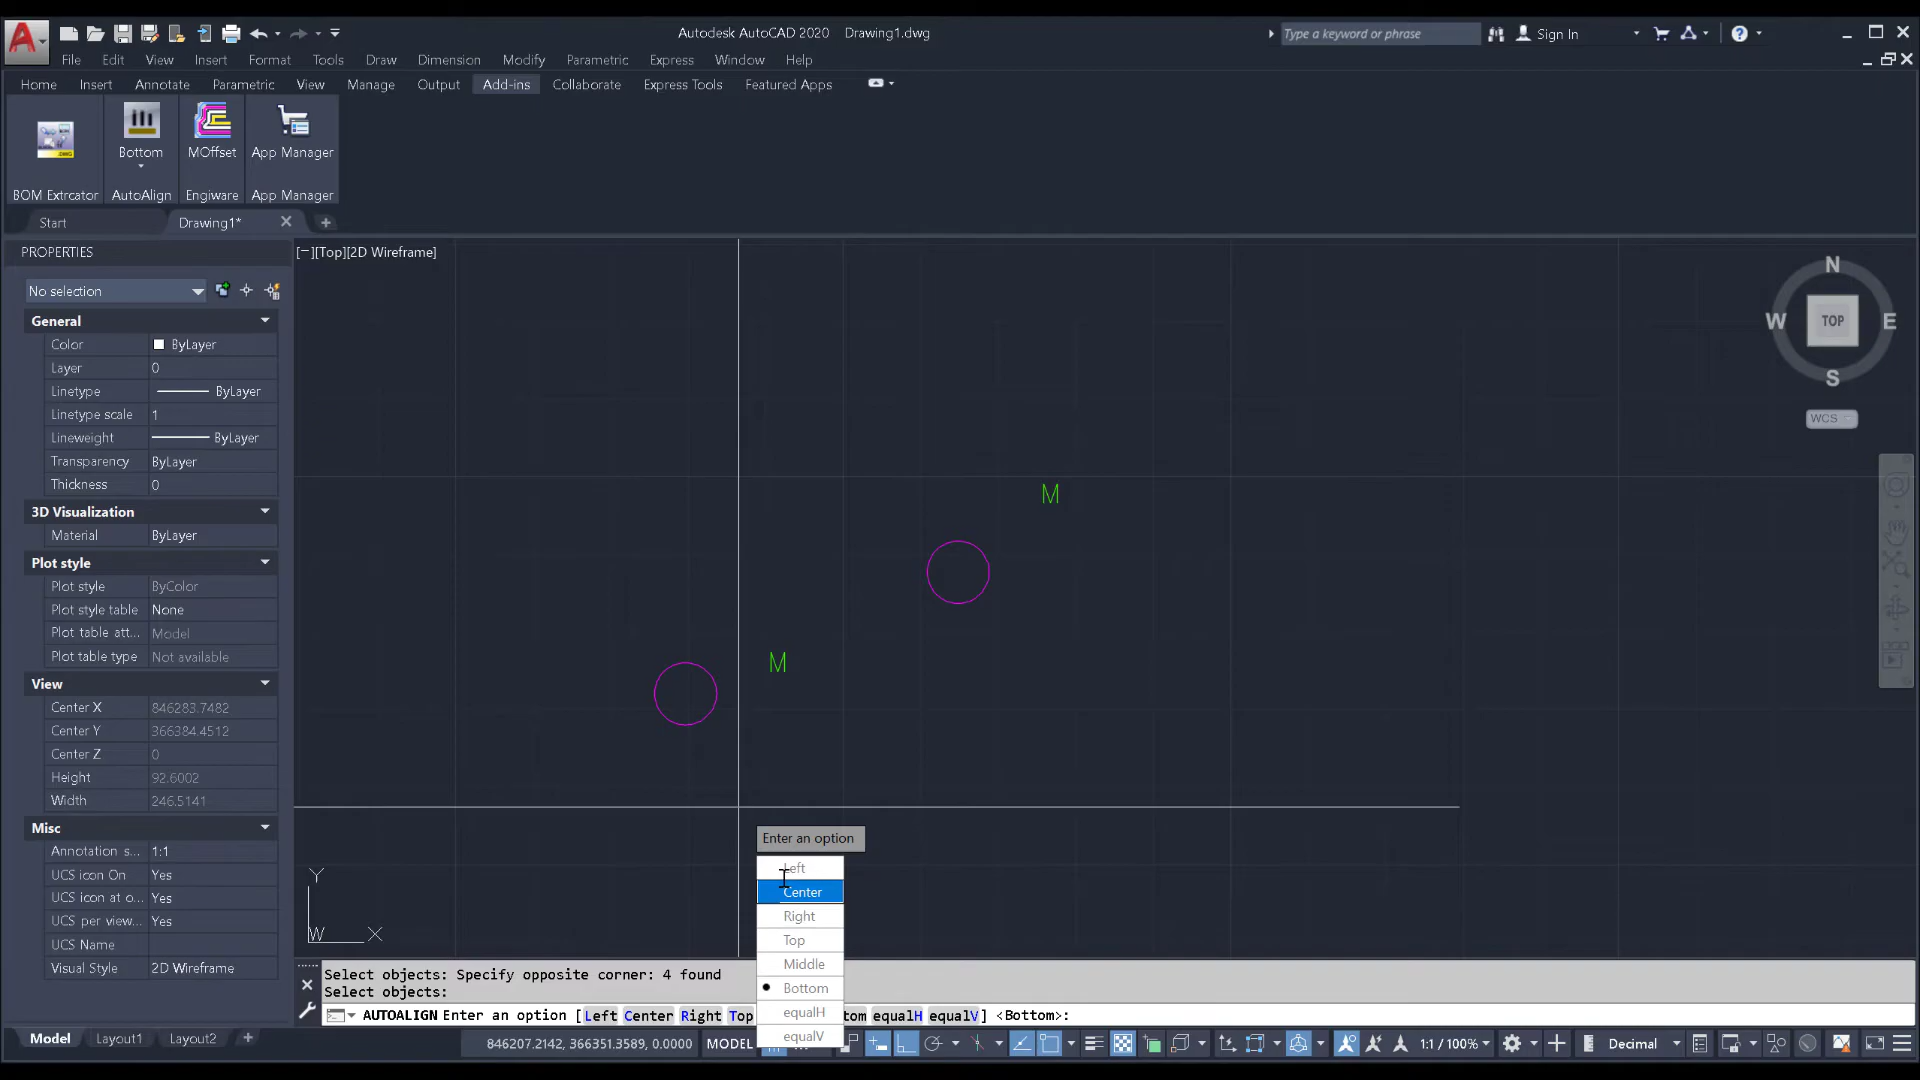 Autodesk AutoCAD 2020 Drawing1.dwg
Type a keyword or phrase
Sign In
File Edit View Insert Format Tools Draw Dimension Modify Parametric Express Window Help
Home Insert Annotate Parametric View Manage Output Add-ins Collaborate Express Tools Featured Apps
Bottom MOffset App Manager
BOM Extrcator AutoAlign Engiware App Manager
Start Drawing1*
PROPERTIES
[−][Top][2D Wireframe]
No selection
General
Color ByLayer
Layer 0
Linetype ByLayer
Linetype scale 1
Lineweight ByLayer
Transparency ByLayer
Thickness 0
3D Visualization
Material ByLayer
Plot style
Plot style ByColor
Plot style table None
Plot table att... Model
Plot table type Not available
View
Center X 846283.7482
Center Y 366384.4512
Center Z 0
Height 92.6002
Width 246.5141
Misc
Annotation s... 1:1
UCS icon On Yes
UCS icon at o... Yes
UCS per view... Yes
UCS Name
Visual Style 2D Wireframe
N
W TOP E
S
WCS
M
M
Y
W X
Enter an option
Left
Center
Right
Top
Middle
Bottom
equalH
equalV
Select objects: Specify opposite corner: 4 found
Select objects:
AUTOALIGN Enter an option [Left Center Right Top tom equalH equalV] <Bottom>:
Model Layout1 Layout2
846207.2142, 366351.3589, 0.0000 MODEL 1:1 / 100% Decimal